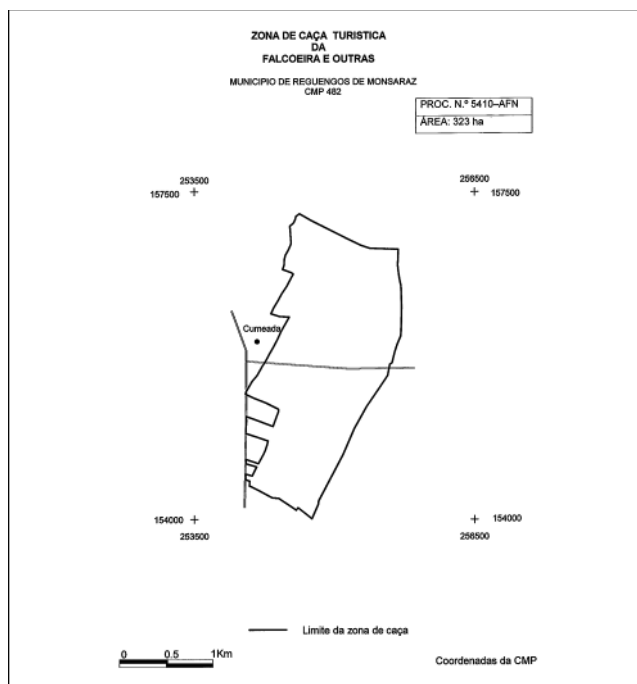 ZONA DE CAÇA TURISTICA
DA
FALCOEIRA E OUTRAS
MUNICIPIO DE REGUENGOS DE MONSARAZ
CMP 482
PROC. N.º 5410–AFN
ÁREA: 323 ha
253500
157500
256500
157500
Cumeada
154000
253500
154000
256500
Limite da zona de caça
0 0.5 1Km
Coordenadas da CMP